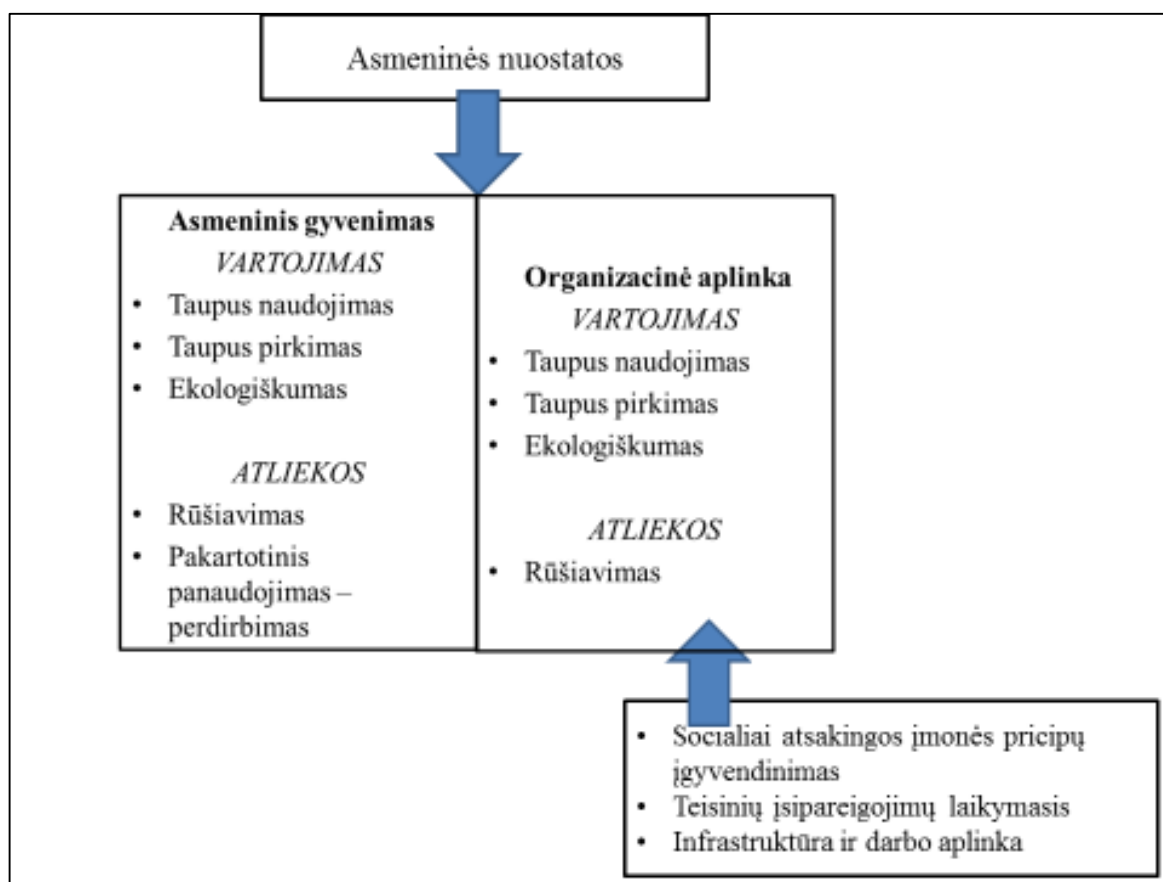 Asmeninės nuostatos
Asmeninis gyvenimas
VARTOJIMAS
• Taupus naudojimas
• Taupus pirkimas
• Ekologiškumas
ATLIEKOS
• Rūšiavimas
• Pakartotinis
panaudojimas –
perdirbimas
Organizacinė aplinka
VARTOJIMAS
• Taupus naudojimas
• Taupus pirkimas
• Ekologiškumas
ATLIEKOS
• Rūšiavimas
• Socialiai atsakingos įmonės pricipų
įgyvendinimas
• Teisinių įsipareigojimų laikymasis
• Infrastruktūra ir darbo aplinka